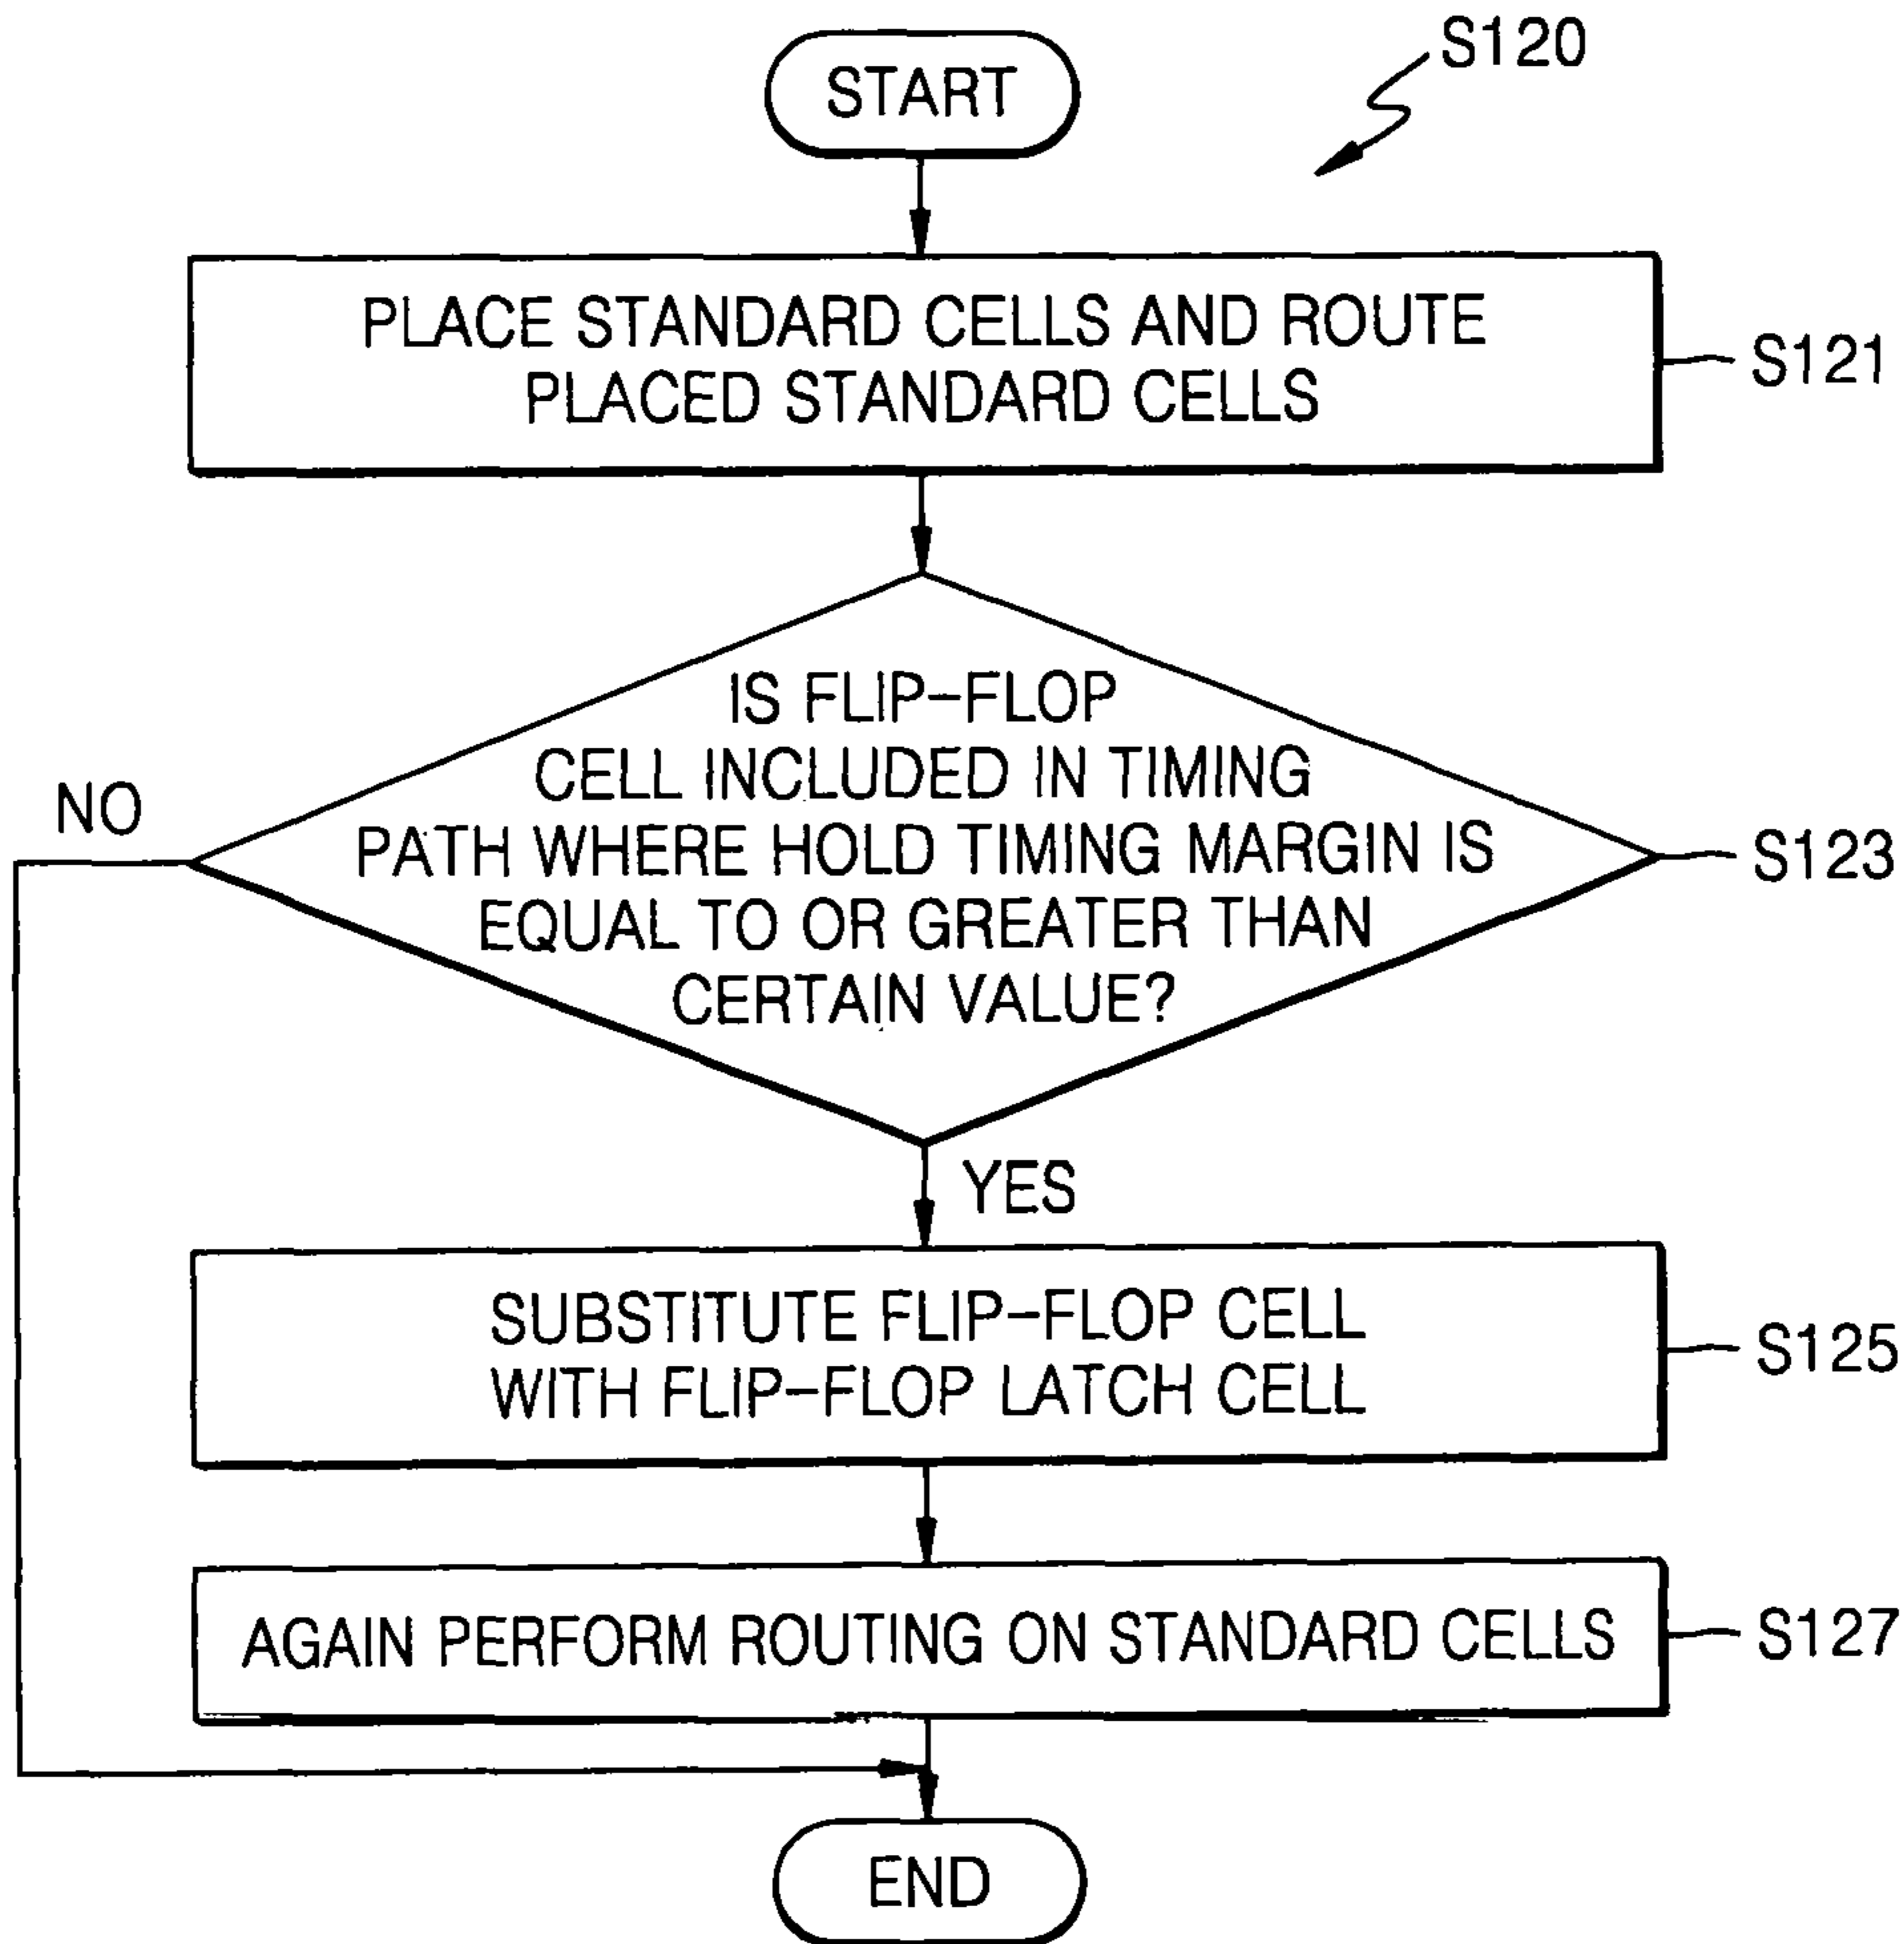 S120
START
PLACE STANDARD CELLS AND ROUTE
PLACED STANDARD CELLS
S121
IS FLIP-FLOP
CELL INCLUDED IN TIMING
PATH WHERE HOLD TIMING MARGIN IS
EQUAL TO OR GREATER THAN
CERTAIN VALUE?
S123
NO
YES
SUBSTITUTE FLIP-FLOP CELL
WITH FLIP-FLOP LATCH CELL
S125
AGAIN PERFORM ROUTING ON STANDARD CELLS
S127
END